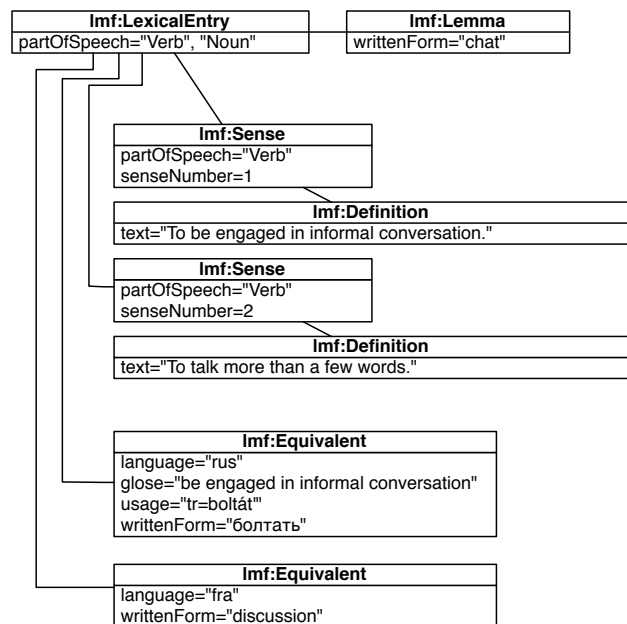 lmf:LexicalEntry
partOfSpeech="Verb", "Noun"
lmf:Lemma
writtenForm="chat"
lmf:Sense
partOfSpeech="Verb"
senseNumber=1
lmf:Definition
text="To be engaged in informal conversation."
lmf:Sense
partOfSpeech="Verb"
senseNumber=2
lmf:Definition
text="To talk more than a few words."
lmf:Equivalent
language="rus"
glose="be engaged in informal conversation"
usage="tr=boltát'"
writtenForm="болтать"
lmf:Equivalent
language="fra"
writtenForm="discussion"